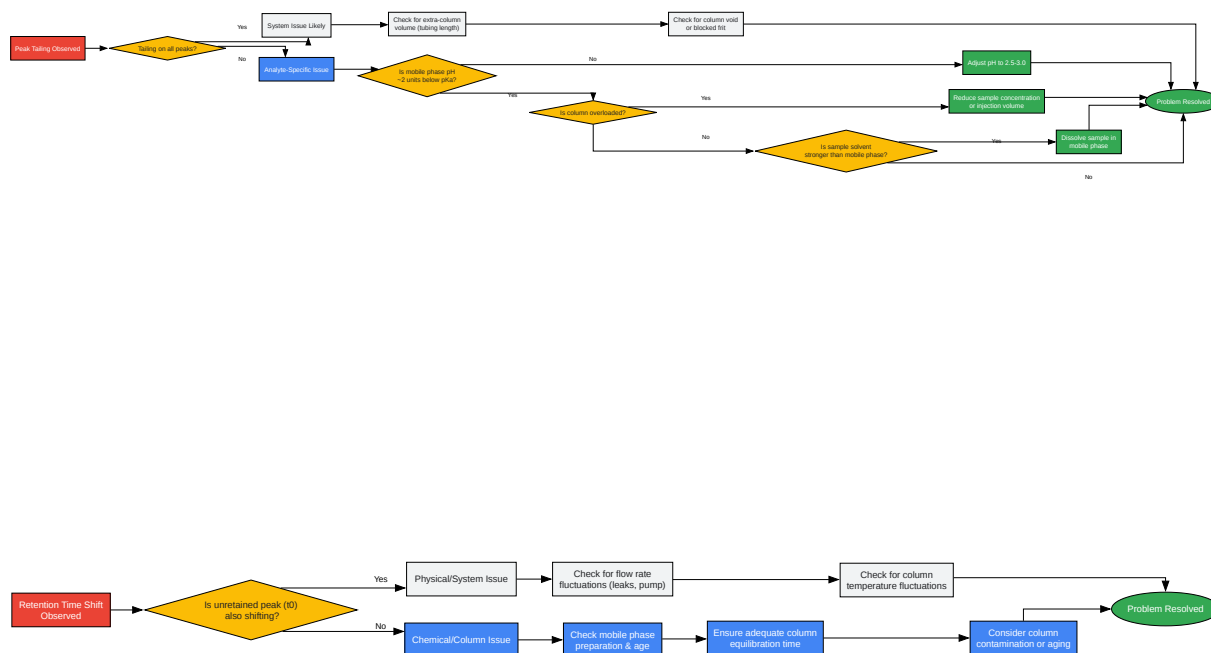 Peak Tailing Observed
Tailing on all peaks?
Yes
System Issue Likely
Check for extra-column
volume (tubing length)
Check for column void
or blocked frit
No
Analyte-Specific Issue
Is mobile phase pH
~2 units below pKa?
No
Adjust pH to 2.5-3.0
Yes
Is column overloaded?
Yes
Reduce sample concentration
or injection volume
No
Is sample solvent
stronger than mobile phase?
Yes
Dissolve sample in
mobile phase
No
Problem Resolved
Retention Time Shift
Observed
Is unretained peak (t0)
also shifting?
Yes
Physical/System Issue
Check for flow rate
fluctuations (leaks, pump)
Check for column
temperature fluctuations
No
Chemical/Column Issue
Check mobile phase
preparation & age
Ensure adequate column
equilibration time
Consider column
contamination or aging
Problem Resolved